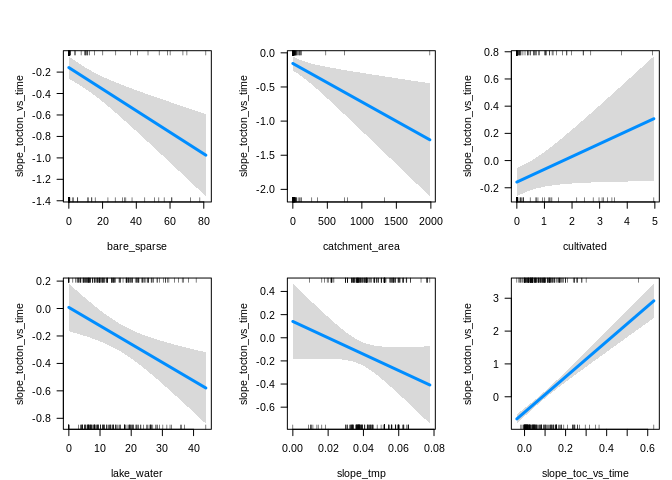 slope_tocton_vs_time
-0.2
-0.4
-0.6
-0.8
-1.0
-1.2
-1.4
0 20 40 60 80
bare_sparse
slope_tocton_vs_time
0.0
-0.5
-1.0
-1.5
-2.0
0 500 1000 1500 2000
catchment_area
slope_tocton_vs_time
0.8
0.6
0.4
0.2
0.0
-0.2
0 1 2 3 4 5
cultivated
slope_tocton_vs_time
0.2
0.0
-0.2
-0.4
-0.6
-0.8
0 10 20 30 40
lake_water
slope_tocton_vs_time
0.4
0.2
0.0
-0.2
-0.4
-0.6
0.00 0.02 0.04 0.06 0.08
slope_tmp
slope_tocton_vs_time
3
2
1
0
0.0 0.2 0.4 0.6
slope_toc_vs_time